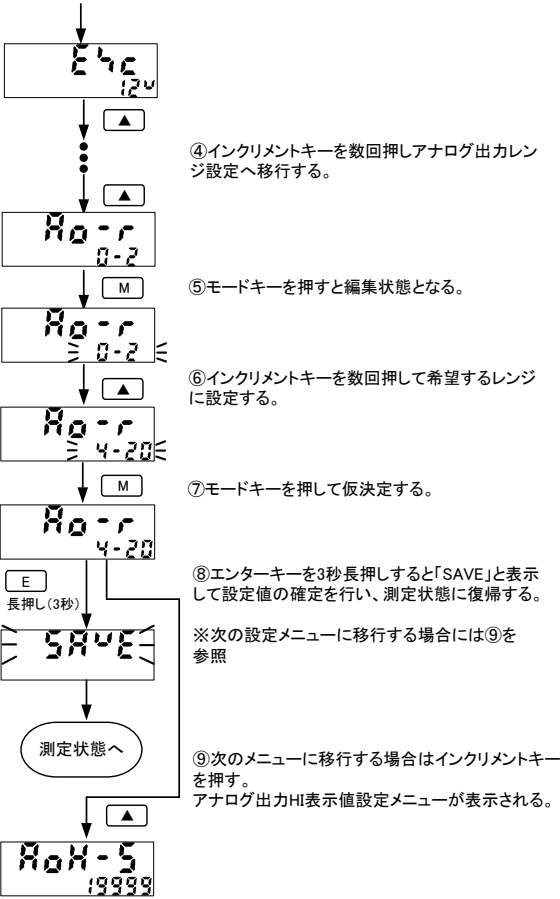 EXC
12V
▲
④インクリメントキーを数回押しアナログ出力レン
ジ設定へ移行する。
▲
Ao-r
0-2
M
⑤モードキーを押すと編集状態となる。
Ao-r
0-2
▲
⑥インクリメントキーを数回押して希望するレンジ
に設定する。
Ao-r
4-20
M
⑦モードキーを押して仮決定する。
Ao-r
4-20
E
長押し(3秒)
⑧エンターキーを3秒長押しすると「SAVE」と表示
して設定値の確定を行い、測定状態に復帰する。
SAVE
※次の設定メニューに移行する場合には⑨を
参照
測定状態へ
⑨次のメニューに移行する場合はインクリメントキー
を押す。
アナログ出力HI表示値設定メニューが表示される。
▲
AoH-S
19999